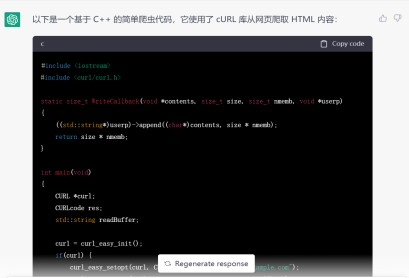 以下是一个基于 C++ 的简单爬虫代码，它使用了 cURL 库从网页爬取 HTML 内容：
c Copy code
#include <iostream>
#include <curl/curl.h>
static size_t WriteCallback(void *contents, size_t size, size_t nmemb, void *userp)
{
((std::string*)userp)->append((char*)contents, size * nmemb);
return size * nmemb;
}
int main(void)
{
CURL *curl;
CURLcode res;
std::string readBuffer;
curl = curl_easy_init();
if(curl) {
Regenerate response
curl_easy_setopt(curl, C ample.com");